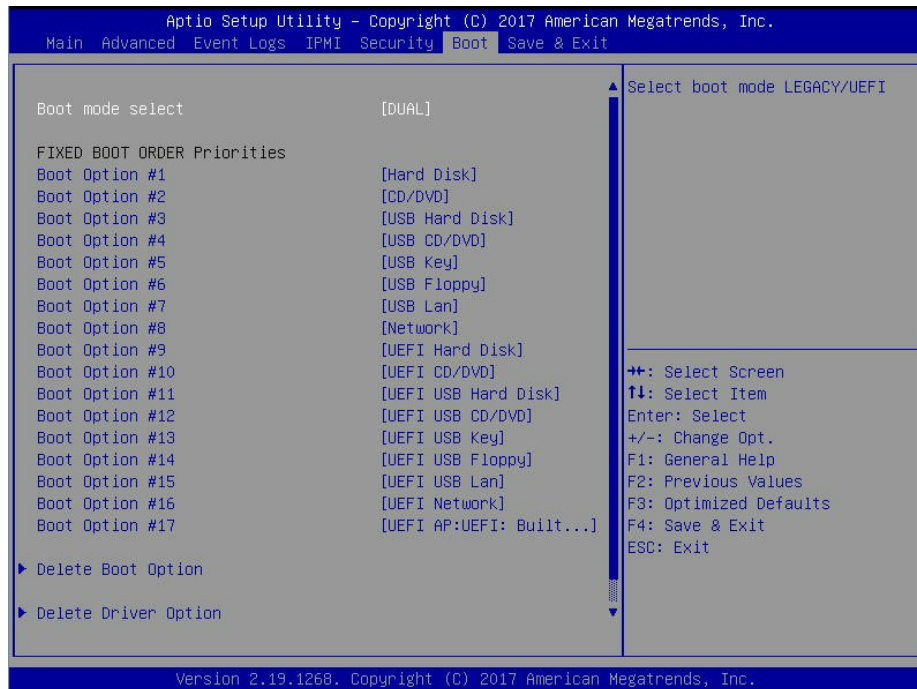 Aptio Setup Utility – Copyright (C) 2017 American Megatrends, Inc.
Main Advanced Event Logs IPMI Security Boot Save & Exit
Select boot mode LEGACY/UEFI
Boot mode select [DUAL]
FIXED BOOT ORDER Priorities
Boot Option #1 [Hard Disk]
Boot Option #2 [CD/DVD]
Boot Option #3 [USB Hard Disk]
Boot Option #4 [USB CD/DVD]
Boot Option #5 [USB Key]
Boot Option #6 [USB Floppy]
Boot Option #7 [USB Lan]
Boot Option #8 [Network]
Boot Option #9 [UEFI Hard Disk]
Boot Option #10 [UEFI CD/DVD]
Boot Option #11 [UEFI USB Hard Disk]
Boot Option #12 [UEFI USB CD/DVD]
Boot Option #13 [UEFI USB Key]
Boot Option #14 [UEFI USB Floppy]
Boot Option #15 [UEFI USB Lan]
Boot Option #16 [UEFI Network]
Boot Option #17 [UEFI AP:UEFI: Built...]
Delete Boot Option
Delete Driver Option
→←: Select Screen
↑↓: Select Item
Enter: Select
+/-: Change Opt.
F1: General Help
F2: Previous Values
F3: Optimized Defaults
F4: Save & Exit
ESC: Exit
Version 2.19.1268. Copyright (C) 2017 American Megatrends, Inc.